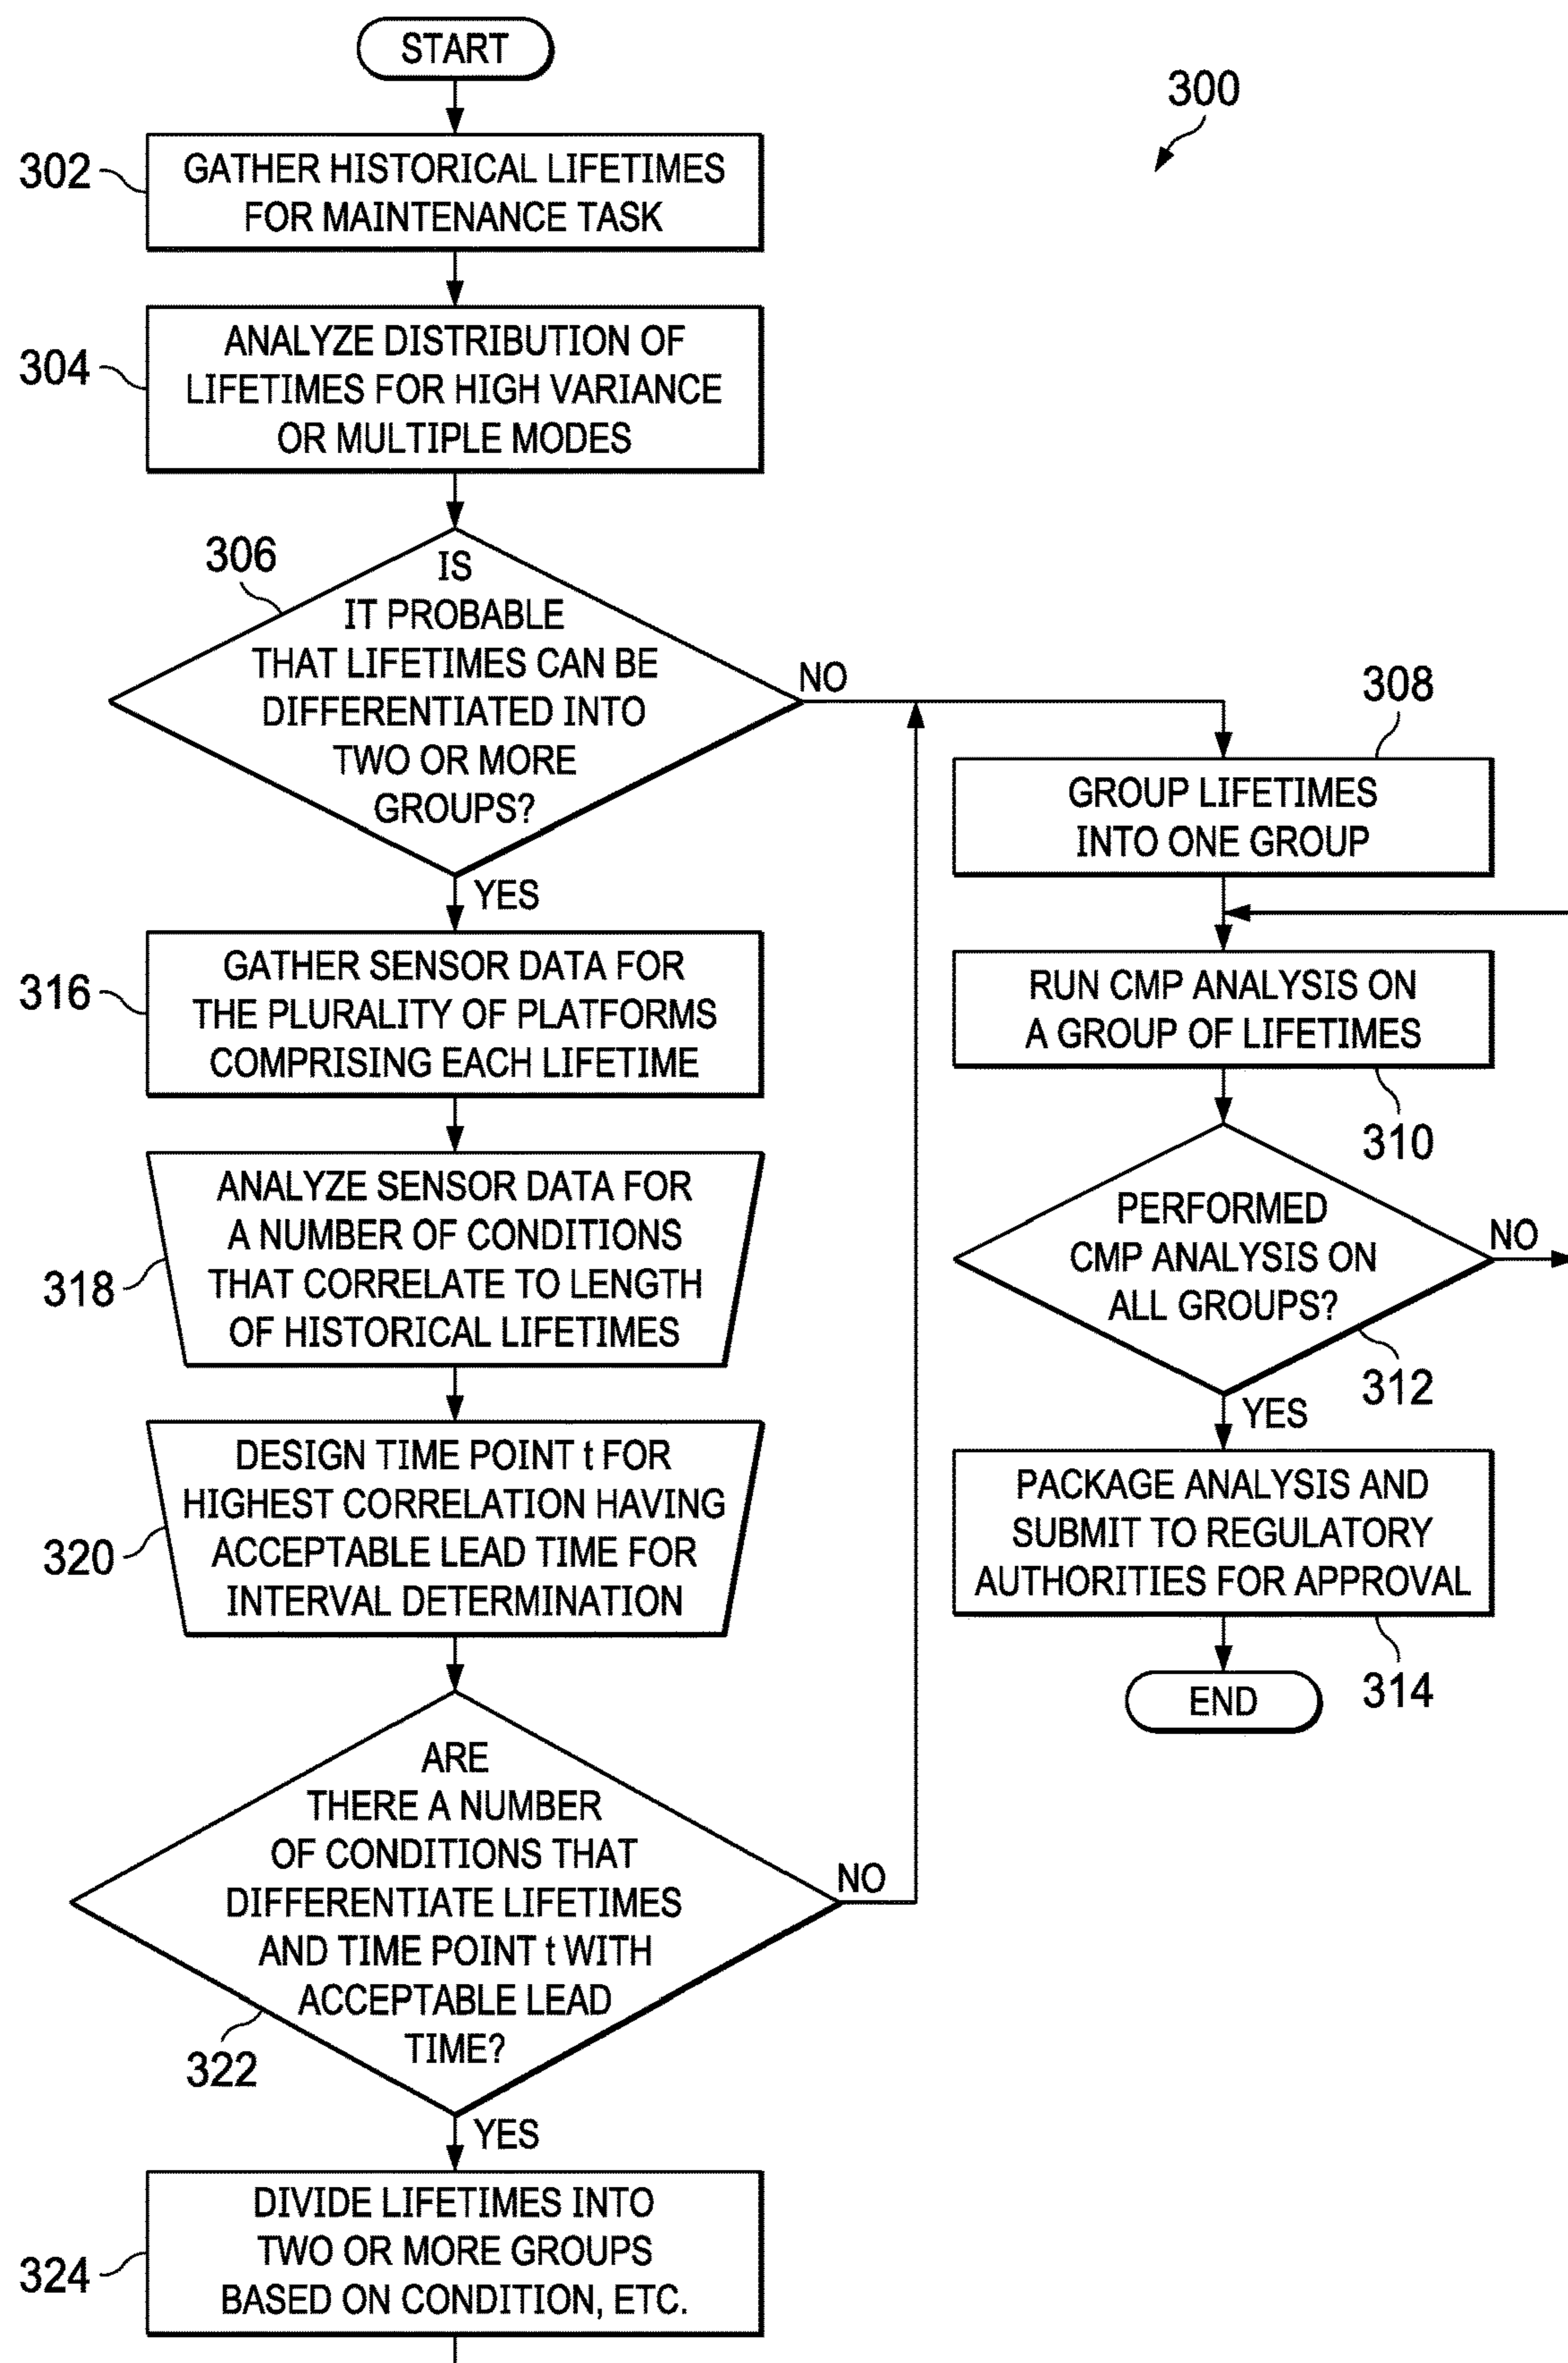 START
300
302
GATHER HISTORICAL LIFETIMES
FOR MAINTENANCE TASK
304
ANALYZE DISTRIBUTION OF
LIFETIMES FOR HIGH VARIANCE
OR MULTIPLE MODES
306
IS
IT PROBABLE
THAT LIFETIMES CAN BE
DIFFERENTIATED INTO
TWO OR MORE
GROUPS?
NO
YES
316
GATHER SENSOR DATA FOR
THE PLURALITY OF PLATFORMS
COMPRISING EACH LIFETIME
318
ANALYZE SENSOR DATA FOR
A NUMBER OF CONDITIONS
THAT CORRELATE TO LENGTH
OF HISTORICAL LIFETIMES
320
DESIGN TIME POINT t FOR
HIGHEST CORRELATION HAVING
ACCEPTABLE LEAD TIME FOR
INTERVAL DETERMINATION
ARE
THERE A NUMBER
OF CONDITIONS THAT
DIFFERENTIATE LIFETIMES
AND TIME POINT t WITH
ACCEPTABLE LEAD
TIME?
322
NO
YES
324
DIVIDE LIFETIMES INTO
TWO OR MORE GROUPS
BASED ON CONDITION, ETC.
308
GROUP LIFETIMES
INTO ONE GROUP
RUN CMP ANALYSIS ON
A GROUP OF LIFETIMES
310
PERFORMED
CMP ANALYSIS ON
ALL GROUPS?
NO
312
YES
PACKAGE ANALYSIS AND
SUBMIT TO REGULATORY
AUTHORITIES FOR APPROVAL
314
END